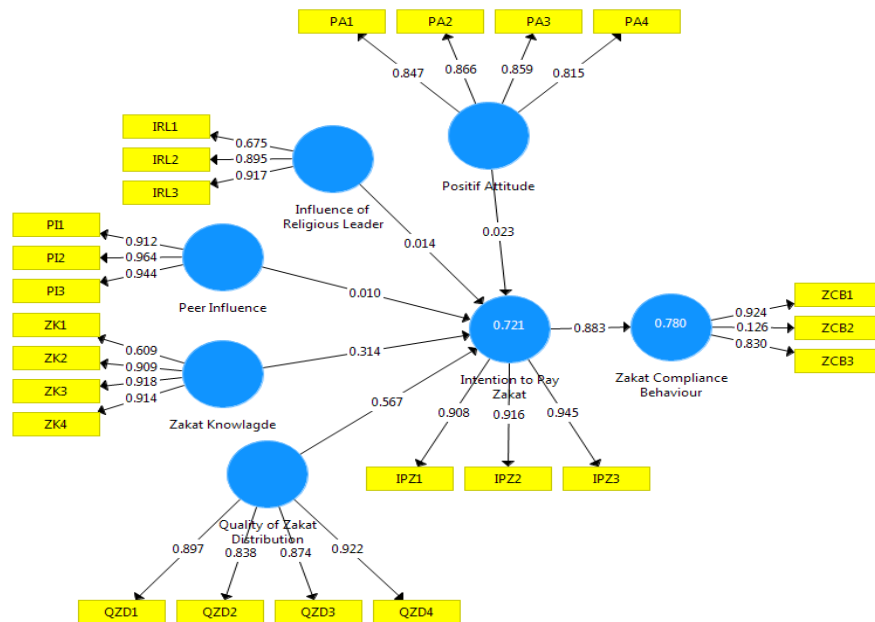 PA1 PA2 PA3 PA4
0.847 0.866 0.859 0.815
Positif Attitude
0.023
IRL1
IRL2
IRL3
0.675
0.895
0.917
Influence of
Religious Leader
0.014
PI1
PI2
PI3
0.912
0.964
0.944
Peer Influence
0.010
ZK1
ZK2
ZK3
ZK4
0.609
0.909
0.918
0.914
Zakat Knowlagde
0.314
0.567
Quality of Zakat
Distribution
0.897 0.838 0.874 0.922
QZD1 QZD2 QZD3 QZD4
0.721
Intention to Pay
Zakat
0.908 0.916 0.945
IPZ1 IPZ2 IPZ3
0.883
0.780
Zakat Compliance
Behaviour
0.924
0.126
0.830
ZCB1
ZCB2
ZCB3